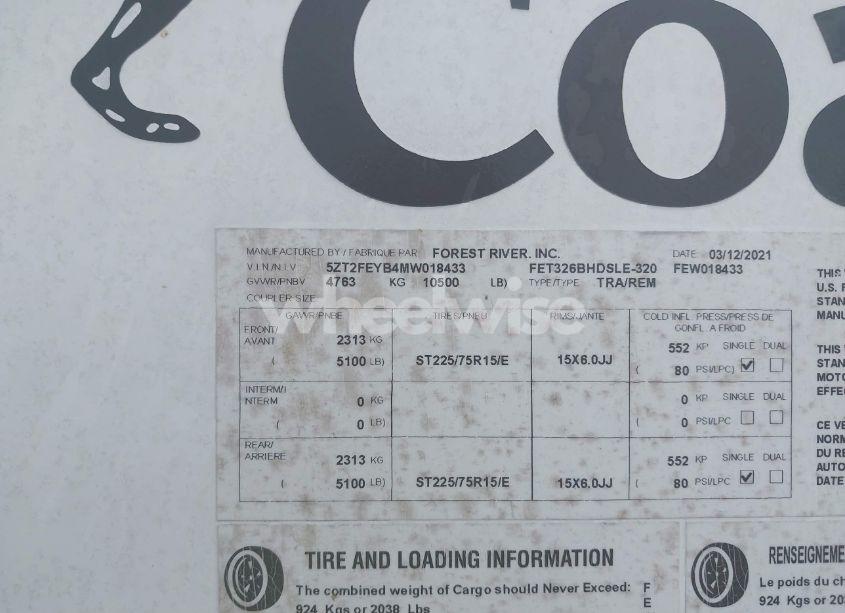 Coa
MANUFACTURED BY / FABRIQUE PAR FOREST RIVER. INC. DATE 03/12/2021
V.I.N./N.I.V 5ZT2FEYB4MW018433 FET326BHDSLE-320 FEW018433
GVWR/PNBV 4763 KG 10500 LB) TYPE/TYPE TRA/REM
COUPLER SIZE
wheelwise
GAWR/PNBE TIRES/PNEU RIMS/JANTE COLD INFL. PRESS/PRESS DE GONFL. A FROID
FRONT/ AVANT 2313 KG 552 KP SINGLE DUAL
( 5100 LB) ST225/75R15/E 15X6.0JJ ( 80 PSI/LPC)
INTERM/I NTERM 0 KG 0 KP SINGLE DUAL
( 0 LB) ( 0 PSI/LPC
REAR/ ARRIERE 2313 KG 552 KP SINGLE DUAL
( 5100 LB) ST225/75R15/E 15X6.0JJ ( 80 PSI/LPC
THIS
U.S. F
STAN
MANU
THIS
STAN
MOTO
EFFE
CE VÉ
NORM
DU RE
AUTO
DATE
TIRE AND LOADING INFORMATION
The combined weight of Cargo should Never Exceed: F
924 Kgs or 2038 Lbs E
RENSEIGNEME
Le poids du ch
924 Kgs or 203